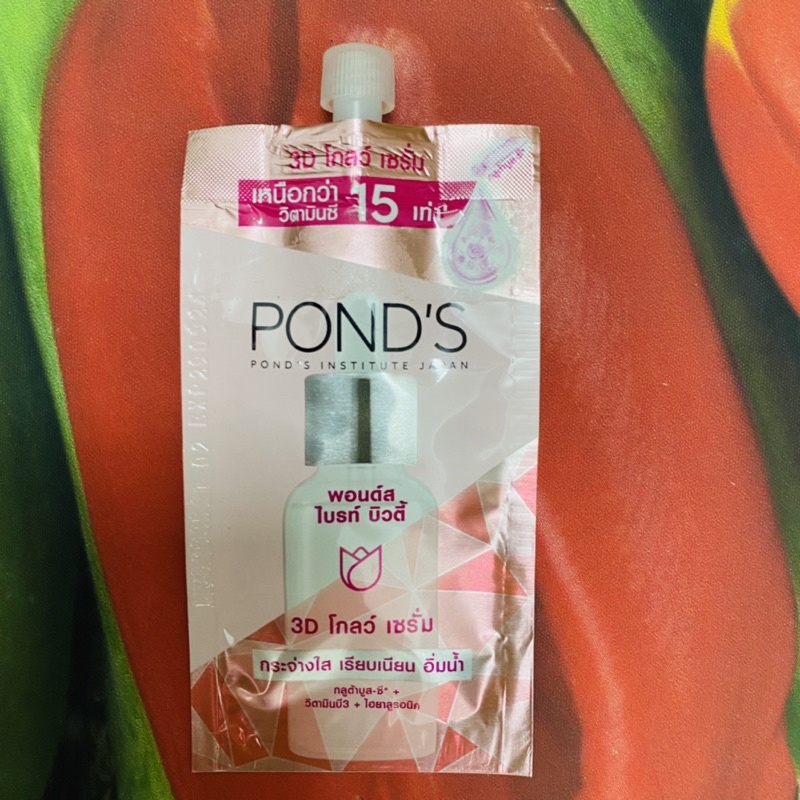 3D โกลว์ เซรั่ม
เหนือกว่า
วิตามินซี 15 เท่า
POND'S
POND'S INSTITUTE JAPAN
พอนด์ส
ไบรท์ บิวตี้
3D โกลว์ เซรั่ม
กระจ่างใส เรียบเนียน อิ่มน้ำ
กลูต้าบูส-ซี* +
วิตามินบี3 + ไฮยาลูรอนิค